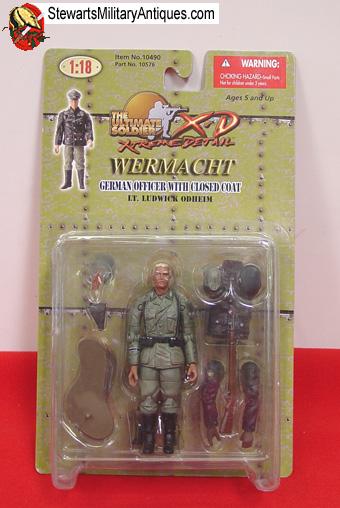 StewartsMilitaryAntiques.com
Item No.10490
Part No. 10576
1:18
WARNING:
CHOKING HAZARD-Small Parts
Not for children under 3 years
Ages 5 and Up
THE ULTIMATE SOLDIER
XD
XTREME DETAIL
WERMACHT
GERMAN OFFICER WITH CLOSED COAT
LT. LUDWICK ODHEIM